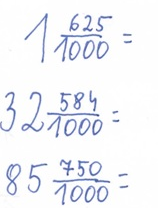 1 625/1000 =
32 584/1000 =
85 750/1000 =